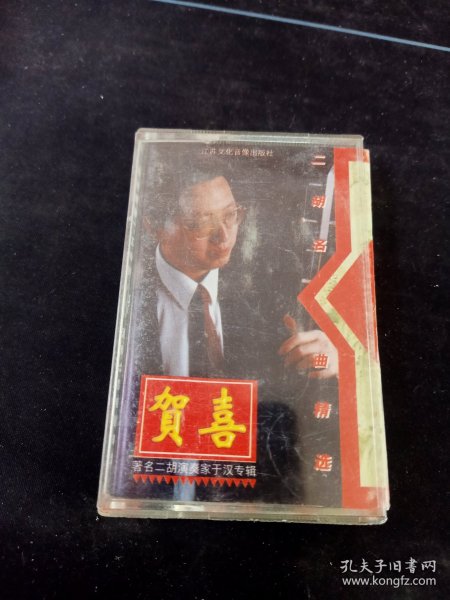 江苏文化音像出版社
二胡名曲精选
賀喜
著名二胡演奏家于汉专辑
孔夫子旧书网
www.kongfz.com